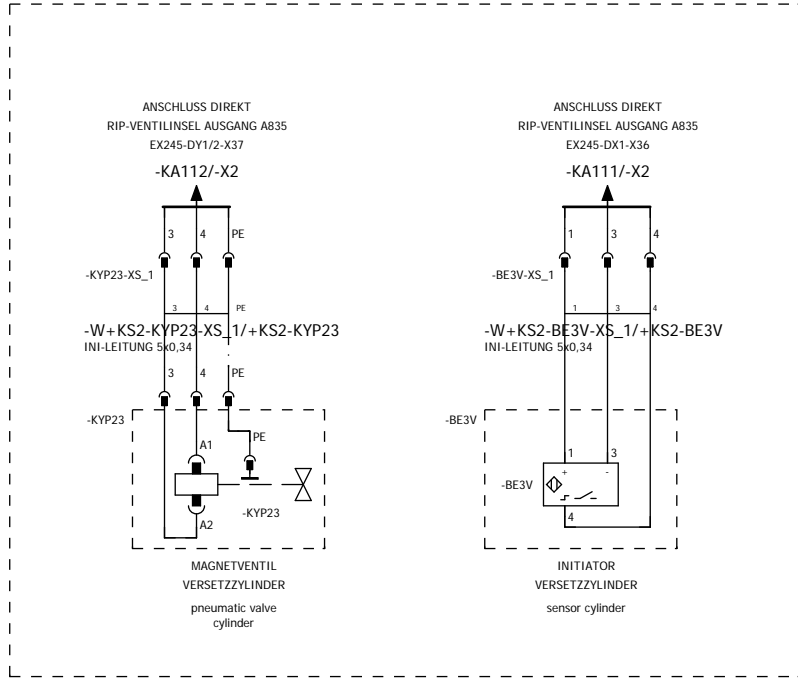 ANSCHLUSS DIREKT
RIP-VENTILINSEL AUSGANG A835
EX245-DY1/2-X37
-KA112/-X2
3 4 PE
-KYP23-XS_1
3 4 PE
-W+KS2-KYP23-XS_1/+KS2-KYP23
INI-LEITUNG 5x0,34
3 4 PE
-KYP23
A1 PE
-KYP23
A2
MAGNETVENTIL
VERSETZZYLINDER
pneumatic valve
cylinder
ANSCHLUSS DIREKT
RIP-VENTILINSEL AUSGANG A835
EX245-DX1-X36
-KA111/-X2
1 3 4
-BE3V-XS_1
1 3 4
-W+KS2-BE3V-XS_1/+KS2-BE3V
INI-LEITUNG 5x0,34
-BE3V
1 3
+ -
-BE3V
4
INITIATOR
VERSETZZYLINDER
sensor cylinder